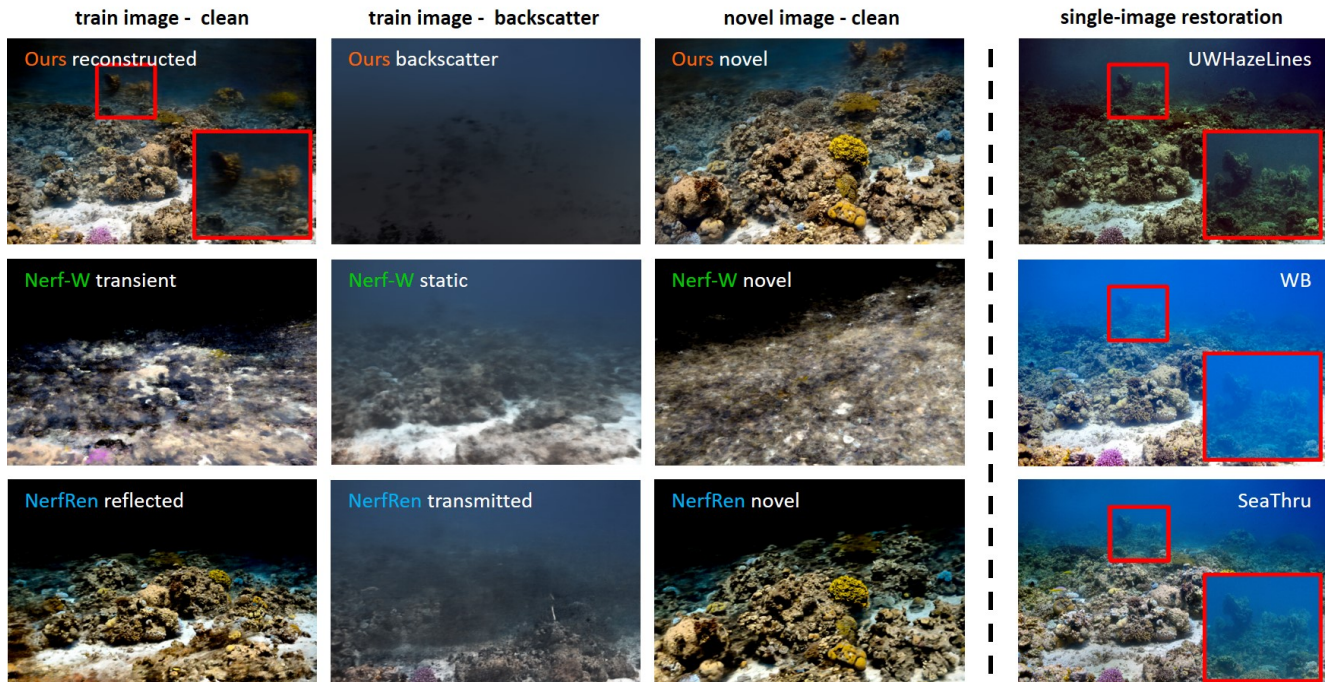 train image - clean
train image - backscatter
novel image - clean
single-image restoration
Ours reconstructed
Ours backscatter
Ours novel
UWHazeLines
Nerf-W transient
Nerf-W static
Nerf-W novel
WB
NerfRen reflected
NerfRen transmitted
NerfRen novel
SeaThru